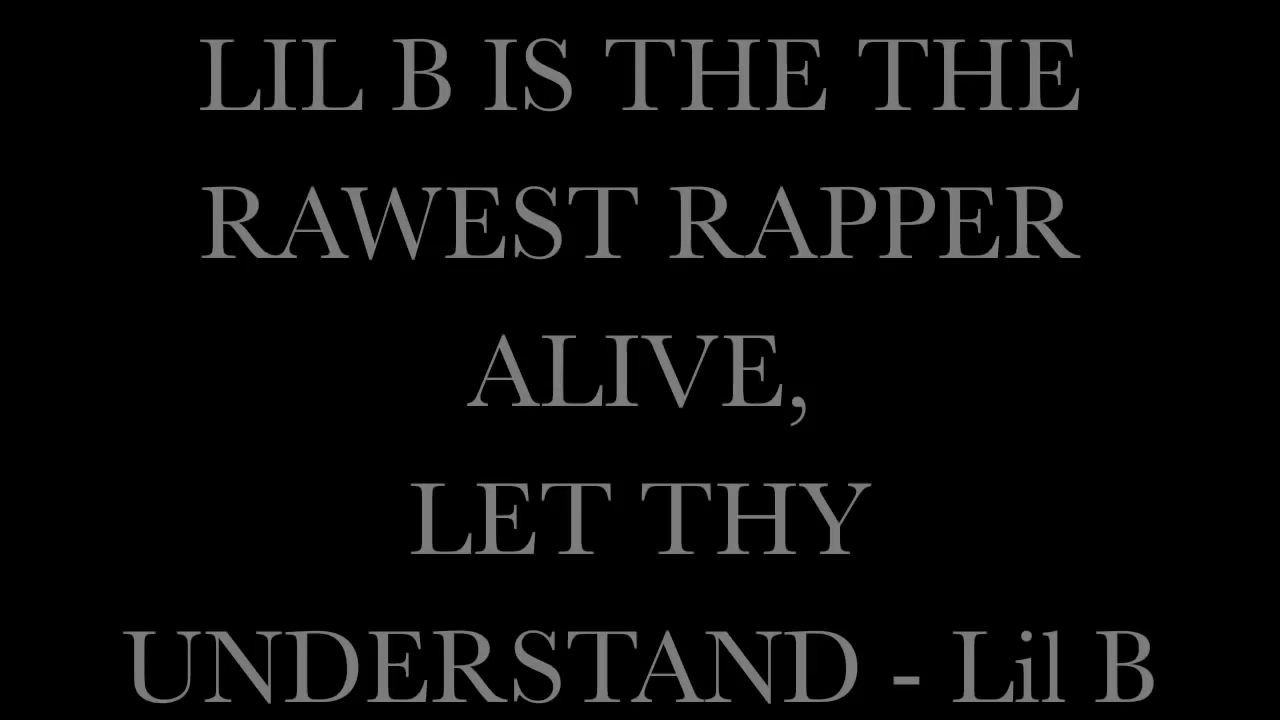 LIL B IS THE THE
RAWEST RAPPER
ALIVE,
LET THY
UNDERSTAND - Lil B